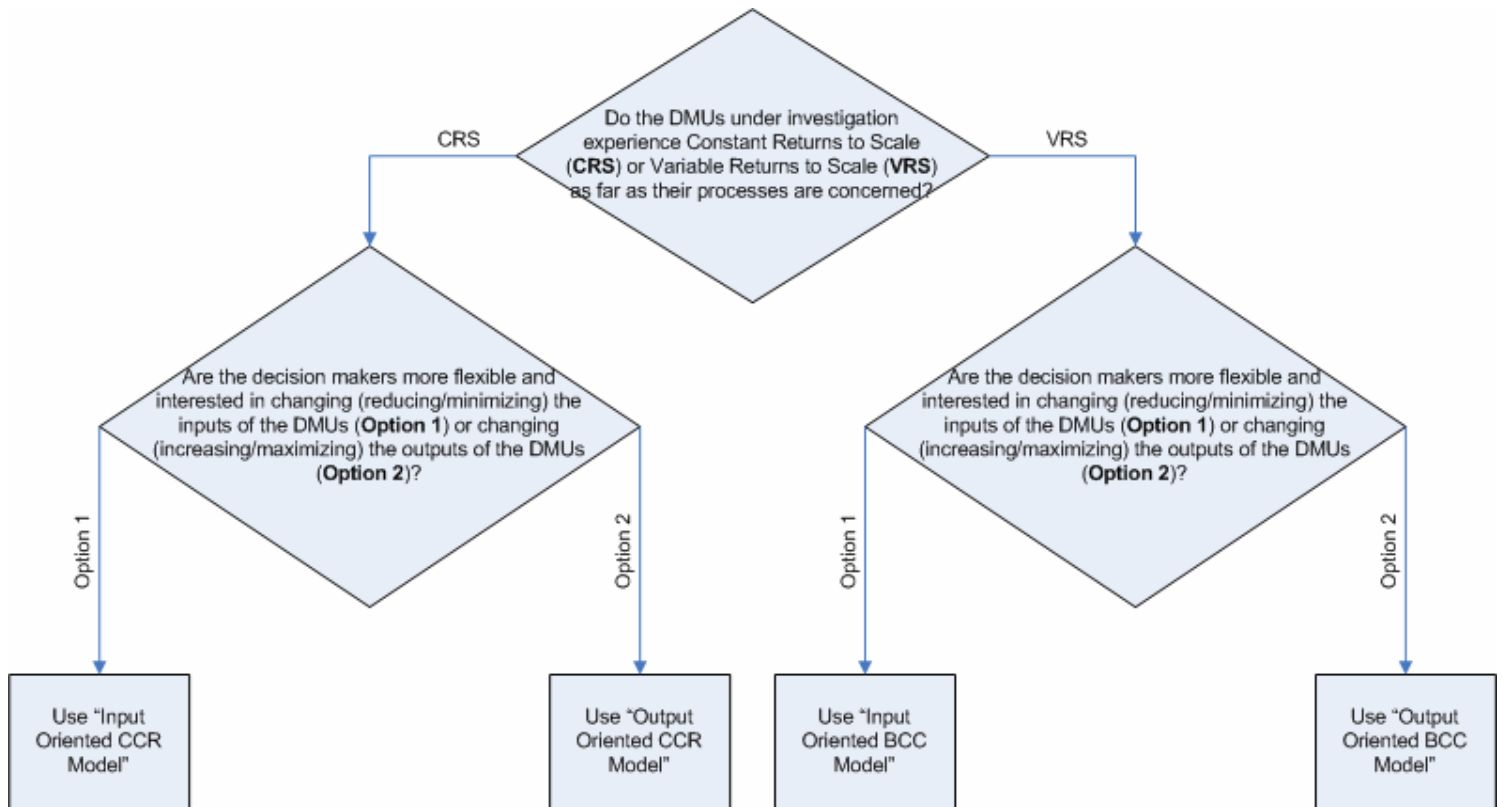 Do the DMUs under investigation
experience Constant Returns to Scale
(CRS) or Variable Returns to Scale (VRS)
as far as their processes are concerned?
CRS
VRS
Are the decision makers more flexible and
interested in changing (reducing/minimizing) the
inputs of the DMUs (Option 1) or changing
(increasing/maximizing) the outputs of the DMUs
(Option 2)?
Are the decision makers more flexible and
interested in changing (reducing/minimizing) the
inputs of the DMUs (Option 1) or changing
(increasing/maximizing) the outputs of the DMUs
(Option 2)?
Option 1
Option 2
Option 1
Option 2
Use “Input
Oriented CCR
Model”
Use “Output
Oriented CCR
Model”
Use “Input
Oriented BCC
Model”
Use “Output
Oriented BCC
Model”